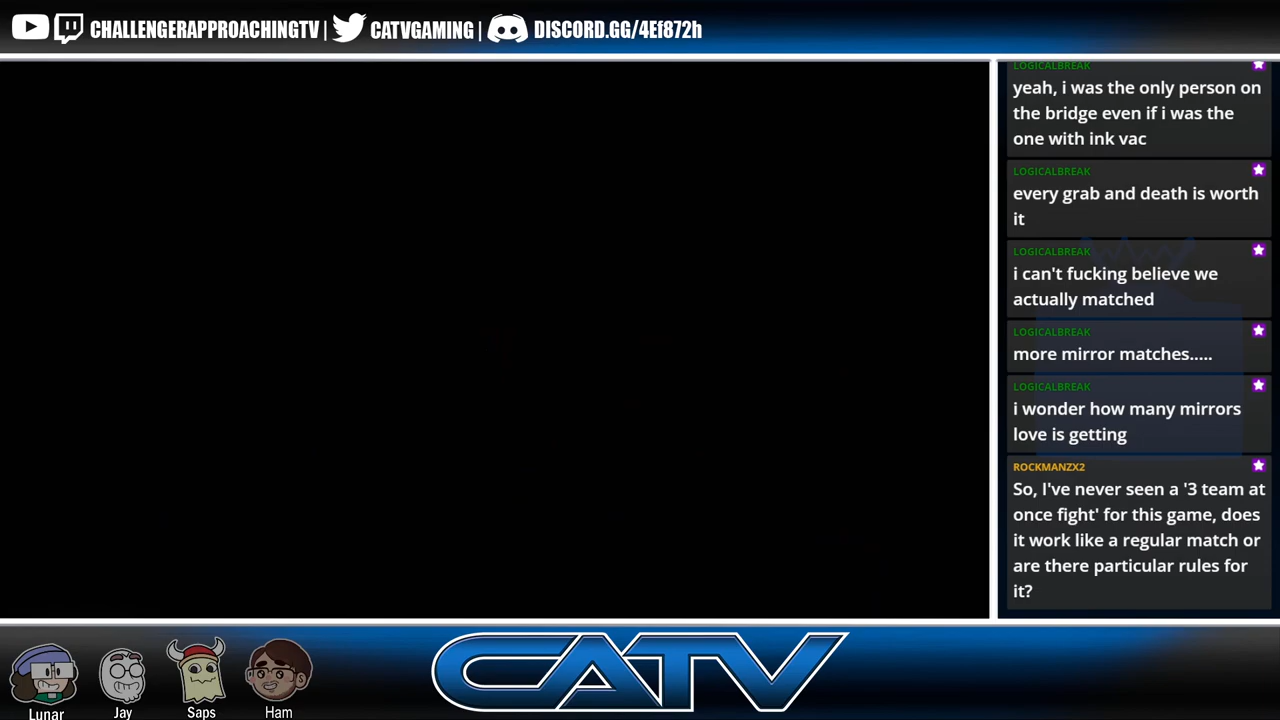 CHALLENGERAPPROACHINGTV | CATVGAMING | DISCORD.GG/4Ef872h
LOGICALBREAK
yeah, i was the only person on
the bridge even if i was the
one with ink vac
LOGICALBREAK
every grab and death is worth
it
LOGICALBREAK
i can't fucking believe we
actually matched
LOGICALBREAK
more mirror matches.....
LOGICALBREAK
i wonder how many mirrors
love is getting
ROCKMANZX2
So, I've never seen a '3 team at
once fight' for this game, does
it work like a regular match or
are there particular rules for
it?
CATV
Lunar Jay Saps Ham